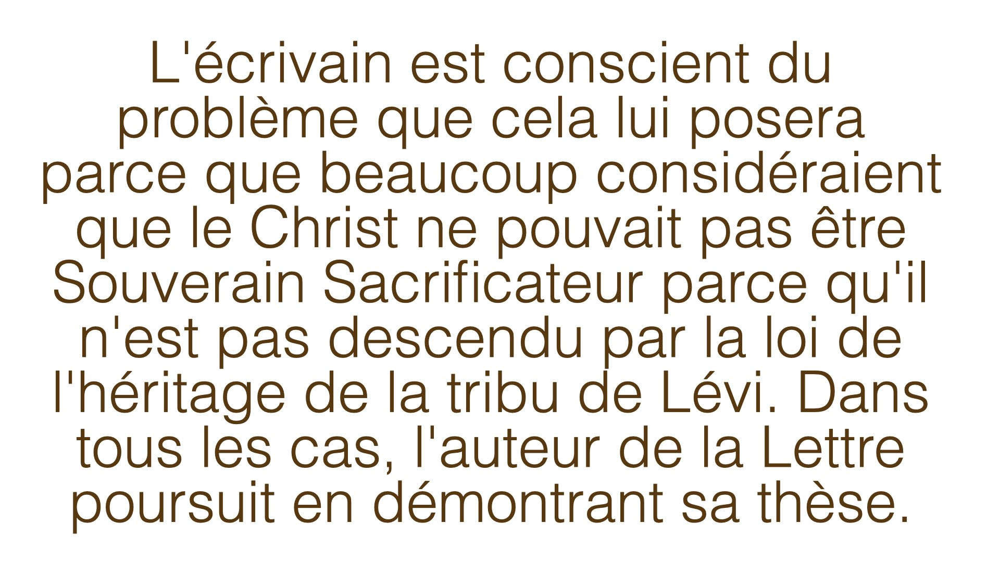 L'écrivain est conscient du
problème que cela lui posera
parce que beaucoup considéraient
que le Christ ne pouvait pas être
Souverain Sacrificateur parce qu'il
n'est pas descendu par la loi de
l'héritage de la tribu de Lévi. Dans
tous les cas, l'auteur de la Lettre
poursuit en démontrant sa thèse.